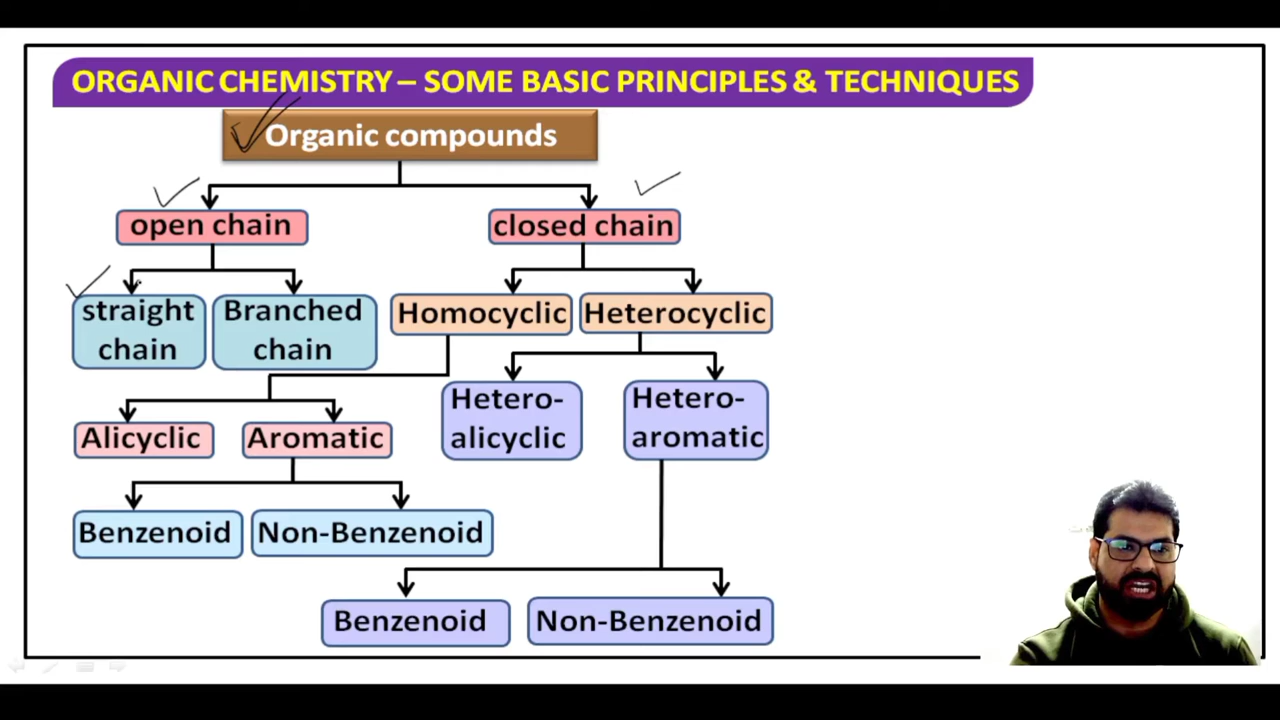 ORGANIC CHEMISTRY – SOME BASIC PRINCIPLES & TECHNIQUES
Organic compounds
open chain
closed chain
straight
chain
Branched
chain
Homocyclic
Heterocyclic
Hetero-
alicyclic
Hetero-
aromatic
Alicyclic
Aromatic
Benzenoid
Non-Benzenoid
Benzenoid
Non-Benzenoid